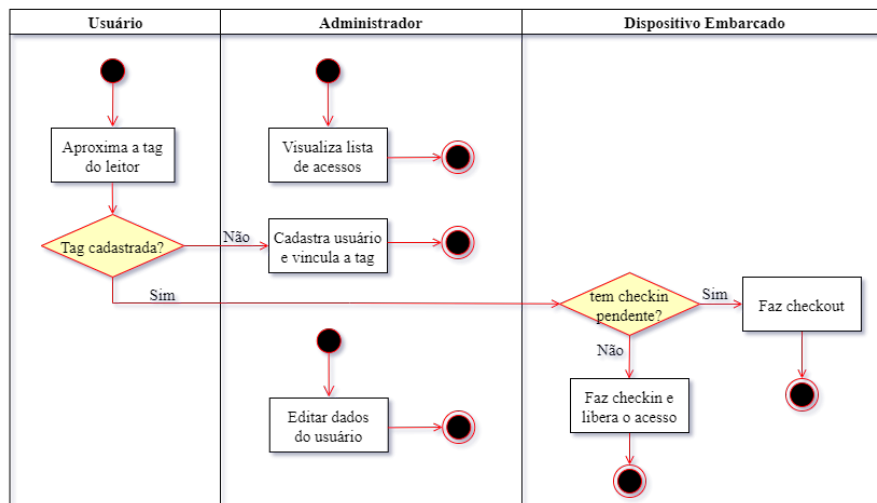 Usuário
Administrador
Dispositivo Embarcado
Aproxima a tag
do leitor
Visualiza lista
de acessos
Tag cadastrada?
Não
Cadastra usuário
e vincula a tag
Sim
tem checkin
pendente?
Sim
Faz checkout
Não
Editar dados
do usuário
Faz checkin e
libera o acesso